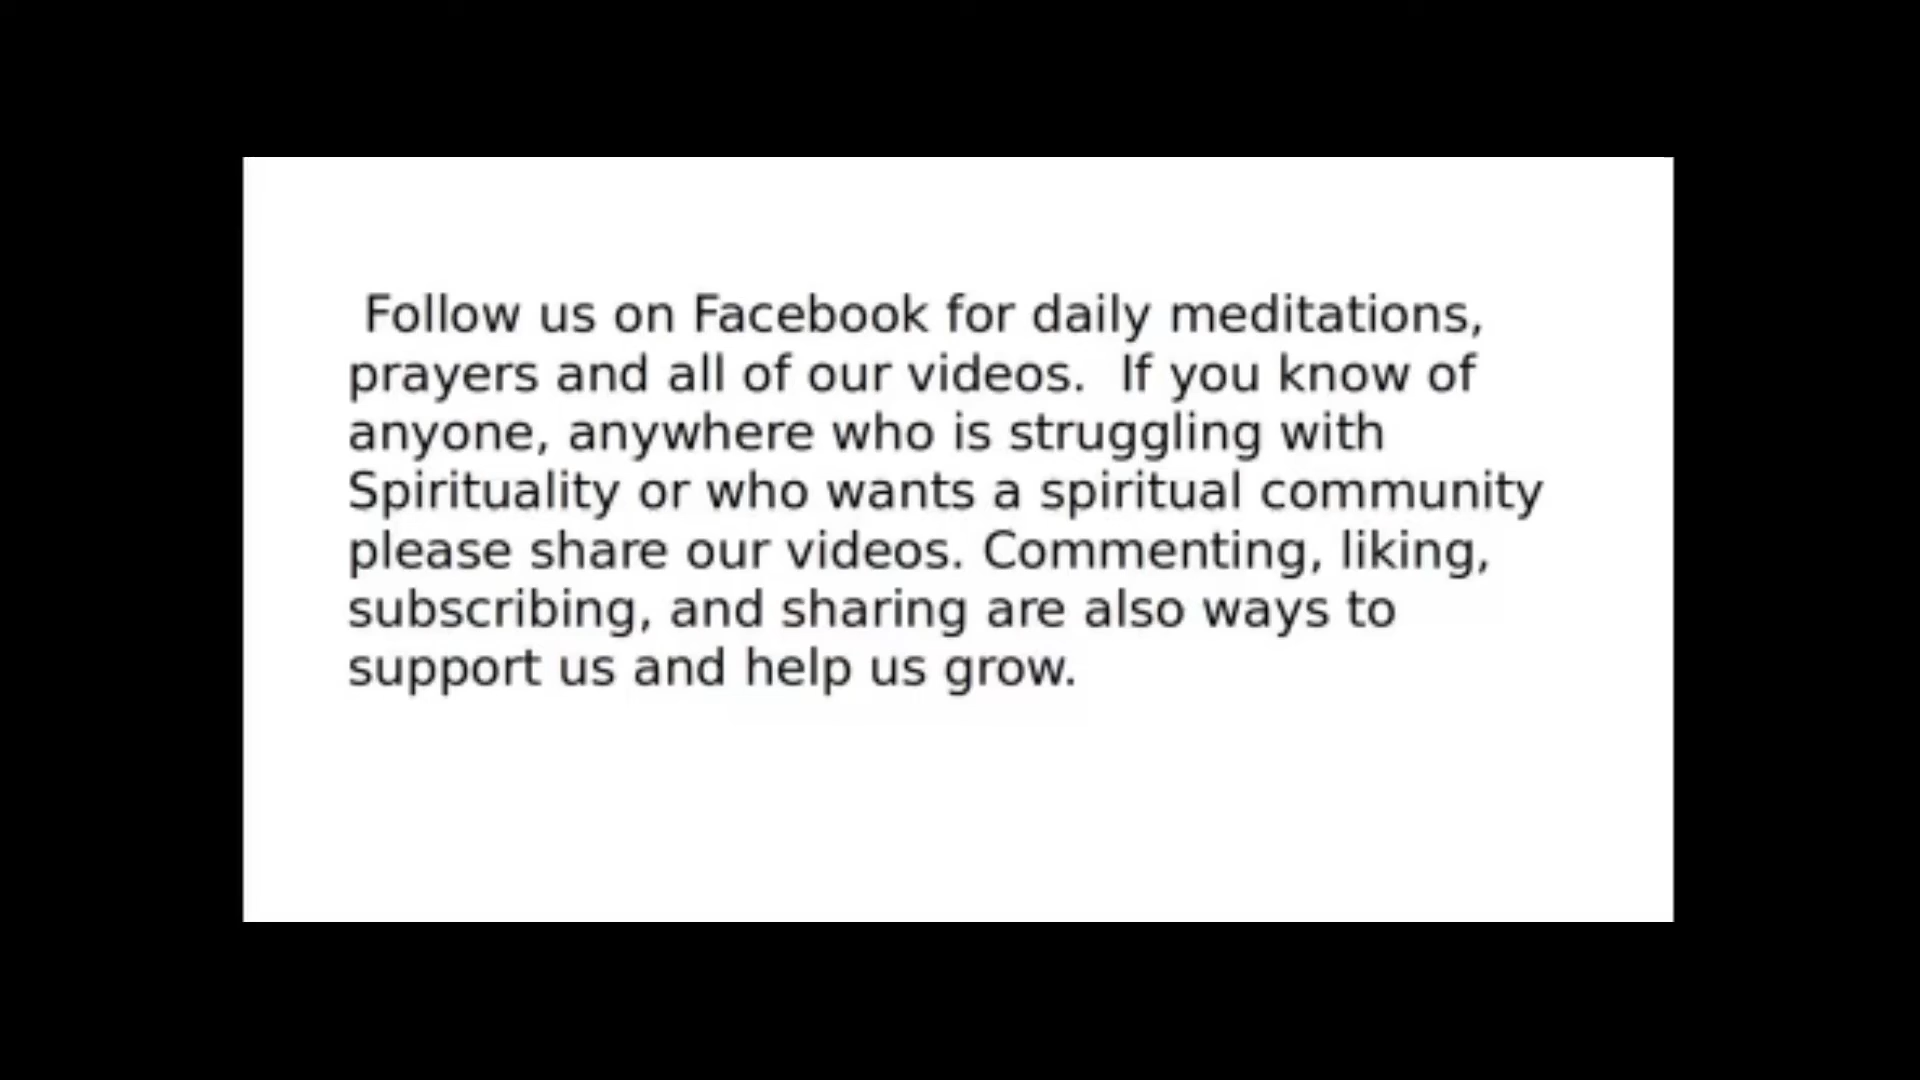 Follow us on Facebook for daily meditations,
prayers and all of our videos.  If you know of
anyone, anywhere who is struggling with
Spirituality or who wants a spiritual community
please share our videos. Commenting, liking,
subscribing, and sharing are also ways to
support us and help us grow.